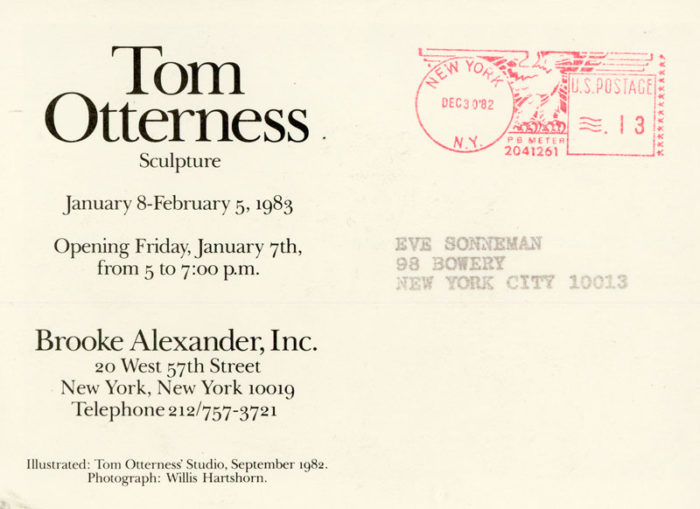 Tom
Otterness
Sculpture
January 8-February 5, 1983
Opening Friday, January 7th,
from 5 to 7:00 p.m.
Brooke Alexander, Inc.
20 West 57th Street
New York, New York 10019
Telephone 212/757-3721
Illustrated: Tom Otterness' Studio, September 1982.
Photograph: Willis Hartshorn.
NEW YORK
DEC 30 '82
N.Y.
U.S. POSTAGE
.13
PB METER
2041261
EVE SONNEMAN
98 BOWERY
NEW YORK CITY 10013